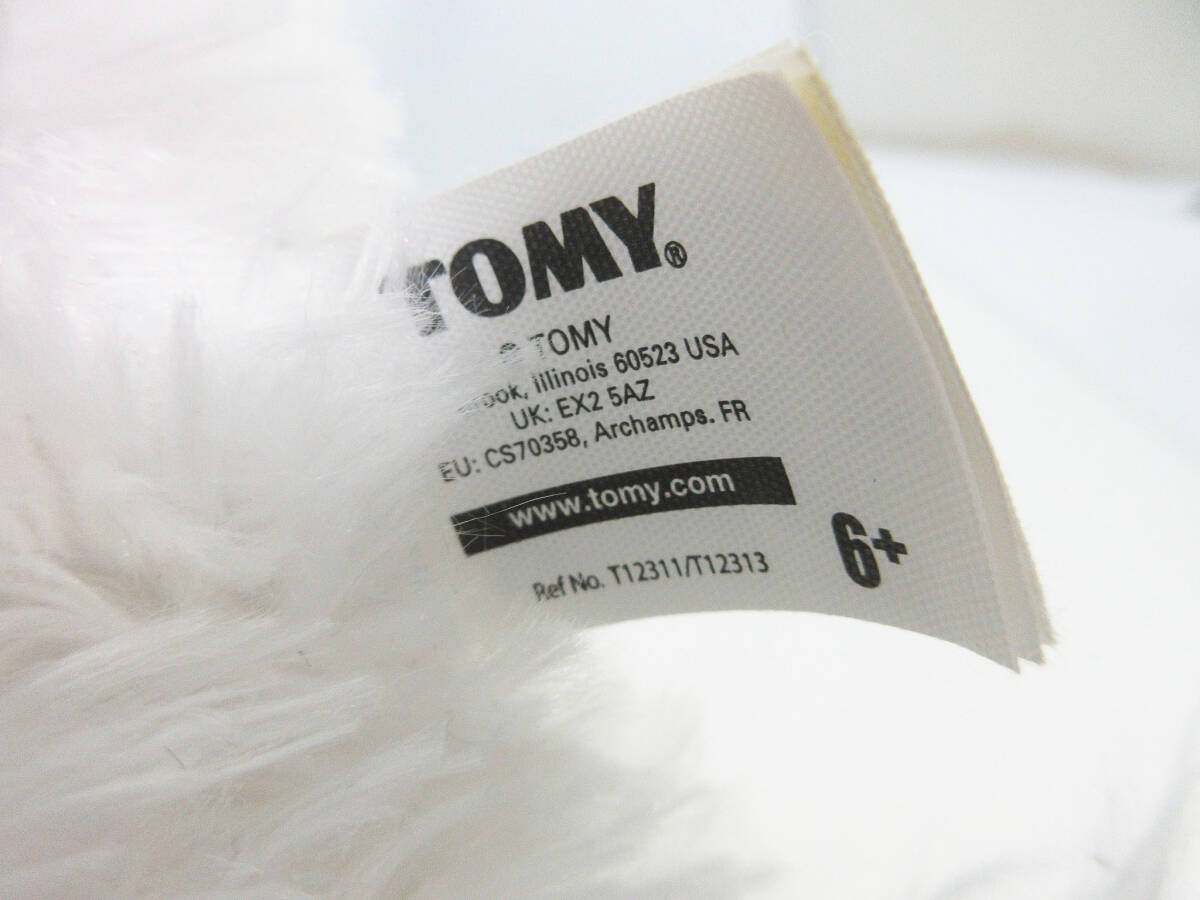 TOMY®
© TOMY
Illinois 60523 USA
UK: EX2 5AZ
EU: CS70358, Archamps. FR
www.tomy.com
Ref No. T12311/T12313
6+